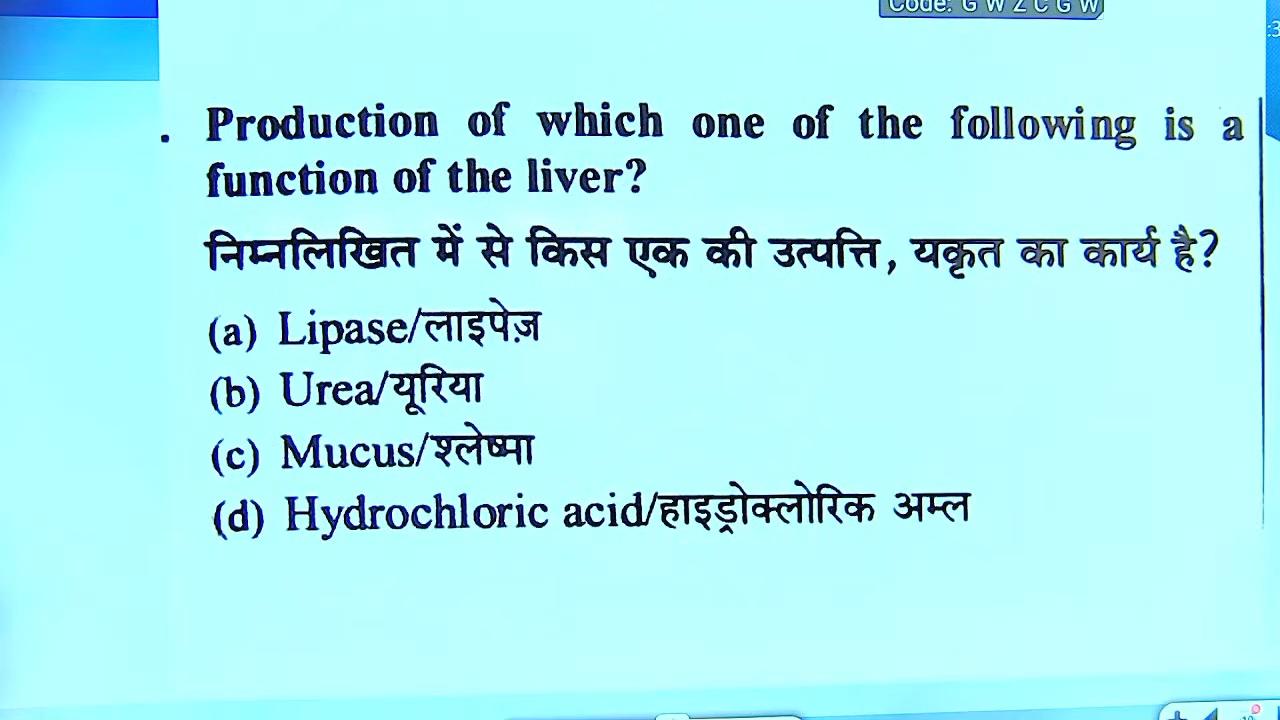 Code: G W Z C G W
. Production of which one of the following is a
function of the liver?
निम्नलिखित में से किस एक की उत्पत्ति, यकृत का कार्य है?
(a) Lipase/लाइपेज़
(b) Urea/यूरिया
(c) Mucus/श्लेष्मा
(d) Hydrochloric acid/हाइड्रोक्लोरिक अम्ल